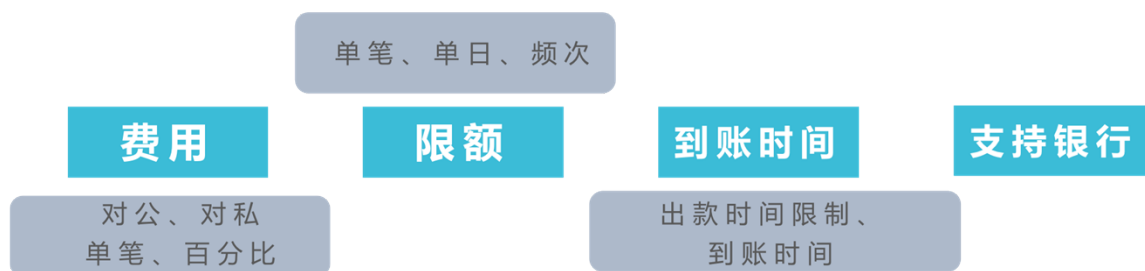 单笔、单日、频次
费用
限额
到账时间
支持银行
对公、对私
单笔、百分比
出款时间限制、
到账时间